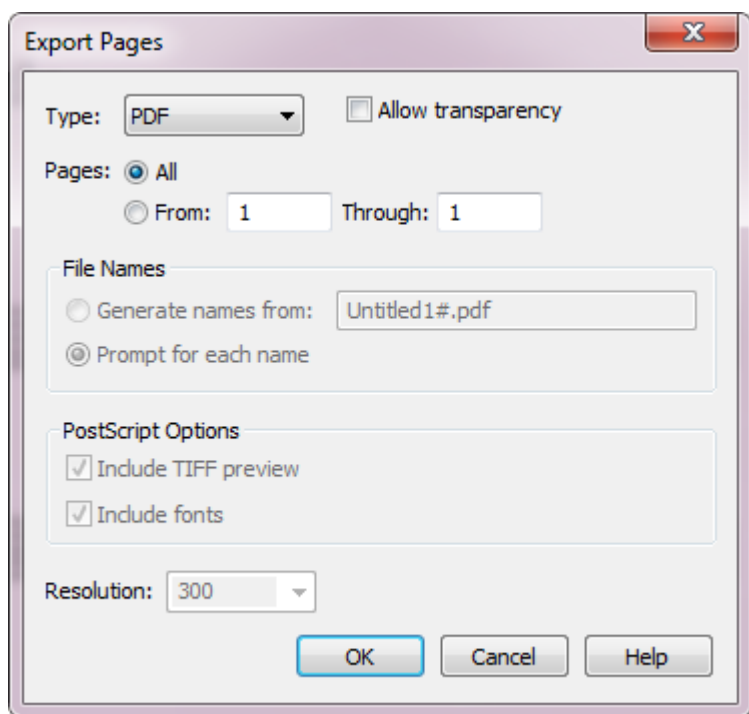 Export Pages
Type: PDF Allow transparency
Pages: All
From: 1 Through: 1
File Names
Generate names from: Untitled1#.pdf
Prompt for each name
PostScript Options
Include TIFF preview
Include fonts
Resolution: 300
OK Cancel Help